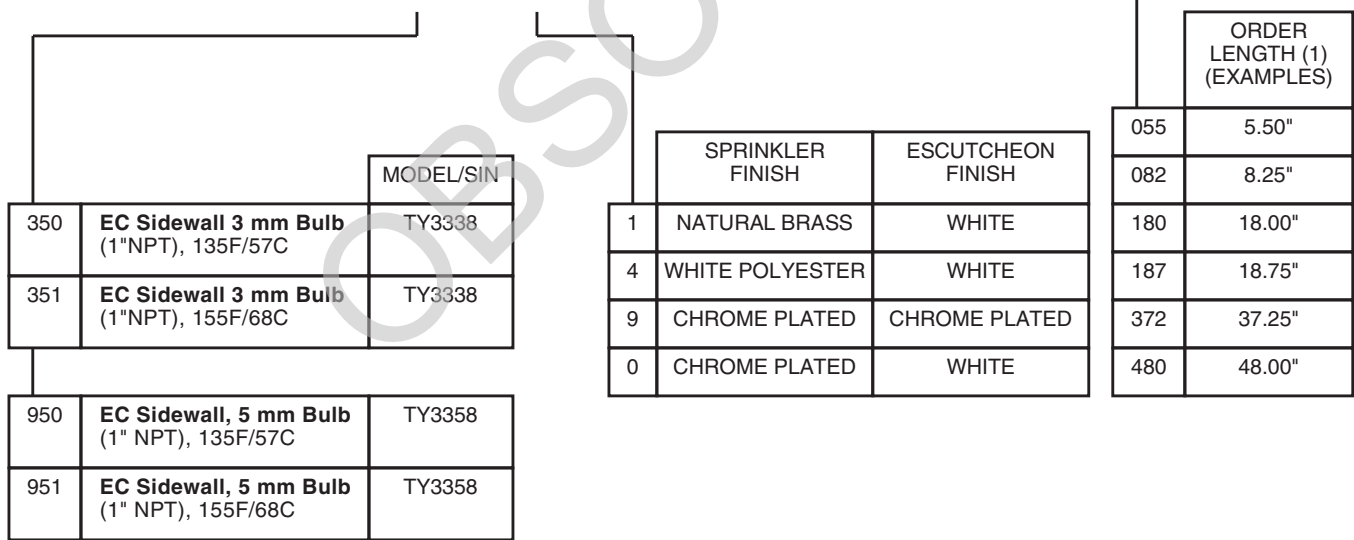 MODEL/SIN
350 EC Sidewall 3 mm Bulb TY3338
(1"NPT), 135F/57C
351 EC Sidewall 3 mm Bulb TY3338
(1"NPT), 155F/68C
950 EC Sidewall, 5 mm Bulb TY3358
(1" NPT), 135F/57C
951 EC Sidewall, 5 mm Bulb TY3358
(1" NPT), 155F/68C
SPRINKLER ESCUTCHEON
FINISH FINISH
1 NATURAL BRASS WHITE
4 WHITE POLYESTER WHITE
9 CHROME PLATED CHROME PLATED
0 CHROME PLATED WHITE
ORDER
LENGTH (1)
(EXAMPLES)
055 5.50"
082 8.25"
180 18.00"
187 18.75"
372 37.25"
480 48.00"
OBSO